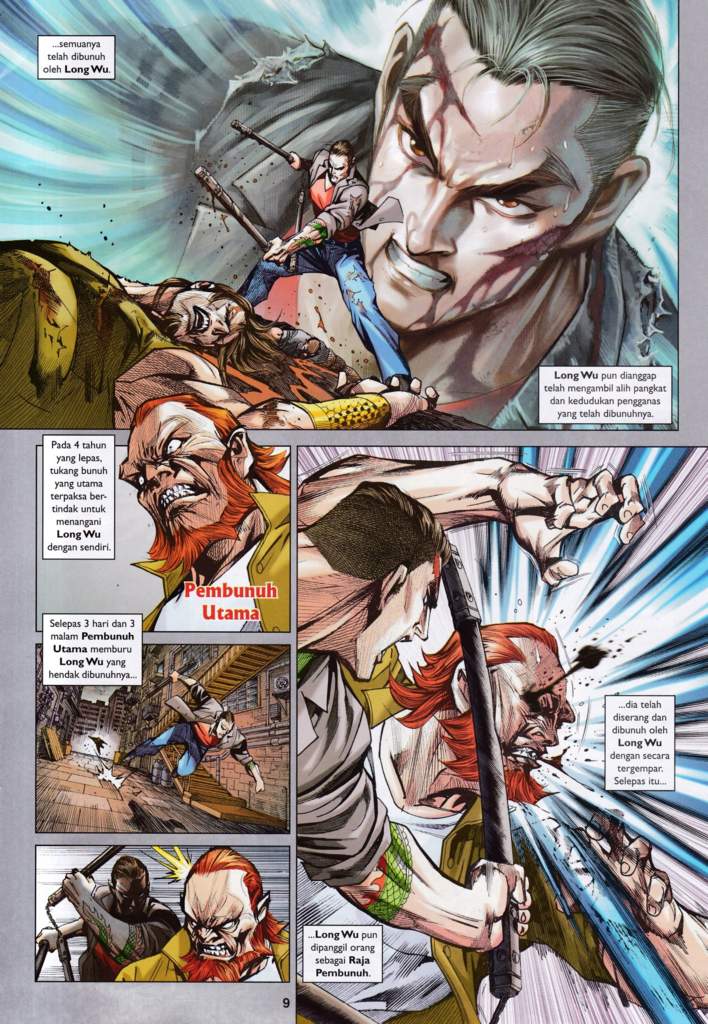 ...semuanya
telah dibunuh
oleh Long Wu.
Long Wu pun dianggap
telah mengambil alih pangkat
dan kedudukan pengganas
yang telah dibunuhnya.
Pada 4 tahun
yang lepas,
tukang bunuh
yang utama
terpaksa ber-
tindak untuk
menangani
Long Wu
dengan sendiri.
Pembunuh
Utama
Selepas 3 hari dan 3
malam Pembunuh
Utama memburu
Long Wu yang
hendak dibunuhnya...
...dia telah
diserang dan
dibunuh oleh
Long Wu
dengan secara
tergempar.
Selepas itu...
...Long Wu pun
dipanggil orang
sebagai Raja
Pembunuh.
9